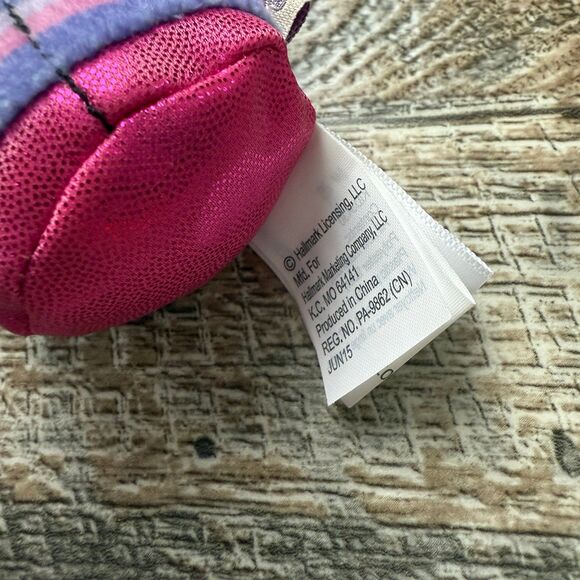 © Hallmark Licensing, LLC
Mfd. For
Hallmark Marketing Company, LLC
K.C. MO 64141
Produced in China
REG. NO. PA-9862 (CN)
JUN15